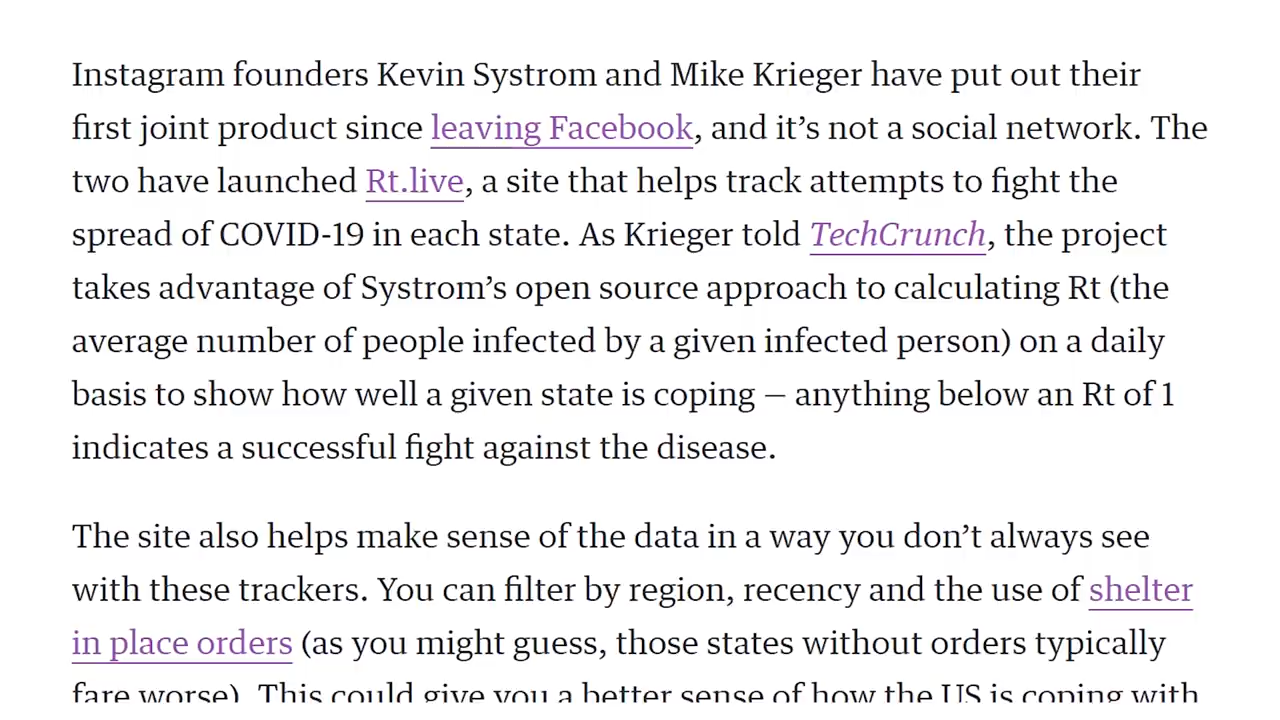 Instagram founders Kevin Systrom and Mike Krieger have put out their
first joint product since leaving Facebook, and it’s not a social network. The
two have launched Rt.live, a site that helps track attempts to fight the
spread of COVID-19 in each state. As Krieger told TechCrunch, the project
takes advantage of Systrom’s open source approach to calculating Rt (the
average number of people infected by a given infected person) on a daily
basis to show how well a given state is coping — anything below an Rt of 1
indicates a successful fight against the disease.
The site also helps make sense of the data in a way you don’t always see
with these trackers. You can filter by region, recency and the use of shelter
in place orders (as you might guess, those states without orders typically
fare worse). This could give you a better sense of how the US is coping with